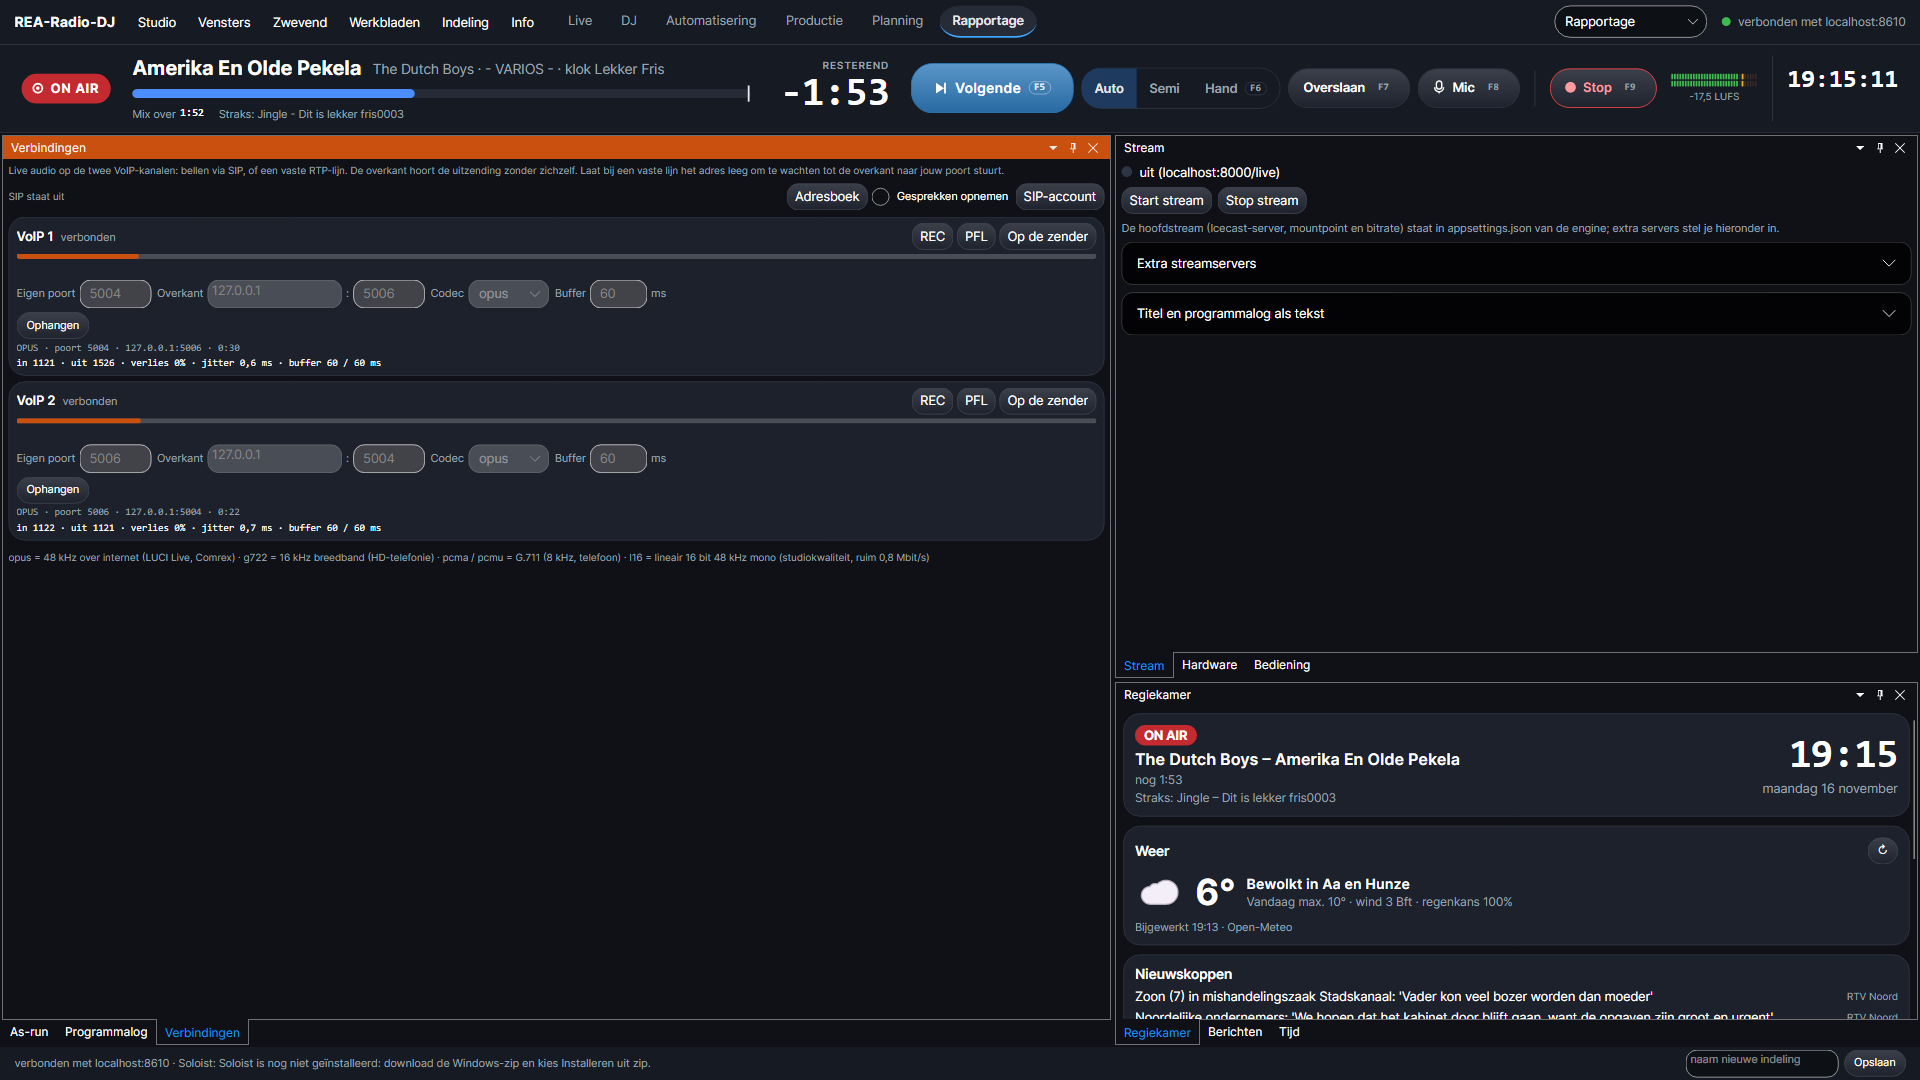 REA-Radio-DJ Studio Vensters Zwevend Werkbladen Indeling Info Live DJ Automatisering Productie Planning Rapportage Rapportage verbonden met localhost:8610
ON AIR Amerika En Olde Pekela The Dutch Boys · - VARIOS - · klok Lekker Fris
Mix over 1:52 Straks: Jingle - Dit is lekker fris0003
RESTEREND
-1:53
Volgende F5 Auto Semi Hand F6 Overslaan F7 Mic F8 Stop F9
-17,5 LUFS
19:15:11
Verbindingen
Live audio op de twee VoIP-kanalen: bellen via SIP, of een vaste RTP-lijn. De overkant hoort de uitzending zonder zichzelf. Laat bij een vaste lijn het adres leeg om te wachten tot de overkant naar jouw poort stuurt.
SIP staat uit Adresboek Gesprekken opnemen SIP-account
VoIP 1 verbonden REC PFL Op de zender
Eigen poort 5004 Overkant 127.0.0.1 : 5006 Codec opus Buffer 60 ms
Ophangen
OPUS · poort 5004 · 127.0.0.1:5006 · 0:30
in 1121 · uit 1526 · verlies 0% · jitter 0,6 ms · buffer 60 / 60 ms
VoIP 2 verbonden REC PFL Op de zender
Eigen poort 5006 Overkant 127.0.0.1 : 5004 Codec opus Buffer 60 ms
Ophangen
OPUS · poort 5006 · 127.0.0.1:5004 · 0:22
in 1122 · uit 1121 · verlies 0% · jitter 0,7 ms · buffer 60 / 60 ms
opus = 48 kHz over internet (LUCI Live, Comrex) · g722 = 16 kHz breedband (HD-telefonie) · pcma / pcmu = G.711 (8 kHz, telefoon) · l16 = lineair 16 bit 48 kHz mono (studiokwaliteit, ruim 0,8 Mbit/s)
As-run Programmalog Verbindingen
Stream
uit (localhost:8000/live)
Start stream Stop stream
De hoofdstream (Icecast-server, mountpoint en bitrate) staat in appsettings.json van de engine; extra servers stel je hieronder in.
Extra streamservers
Titel en programmalog als tekst
Stream Hardware Bediening
Regiekamer
ON AIR
The Dutch Boys – Amerika En Olde Pekela
nog 1:53
Straks: Jingle – Dit is lekker fris0003
19:15
maandag 16 november
Weer
6° Bewolkt in Aa en Hunze
Vandaag max. 10° · wind 3 Bft · regenkans 100%
Bijgewerkt 19:13 · Open-Meteo
Nieuwskoppen
Zoon (7) in mishandelingszaak Stadskanaal: 'Vader kon veel bozer worden dan moeder' RTV Noord
Noordelijke ondernemers: 'We hopen dat het kabinet door blijft gaan, want de opgaven zijn groot en urgent' RTV Noord
Regiekamer Berichten Tijd
verbonden met localhost:8610 · Soloist: Soloist is nog niet geïnstalleerd: download de Windows-zip en kies Installeren uit zip.
naam nieuwe indeling Opslaan